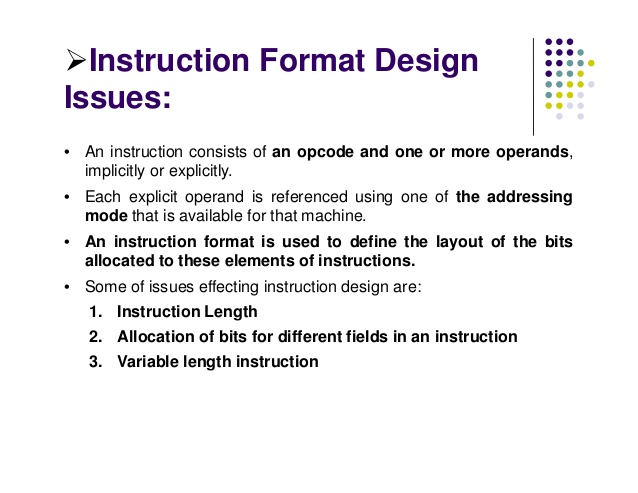 ➢Instruction Format Design
Issues:
• An instruction consists of an opcode and one or more operands,
implicitly or explicitly.
• Each explicit operand is referenced using one of the addressing
mode that is available for that machine.
• An instruction format is used to define the layout of the bits
allocated to these elements of instructions.
• Some of issues effecting instruction design are:
1. Instruction Length
2. Allocation of bits for different fields in an instruction
3. Variable length instruction